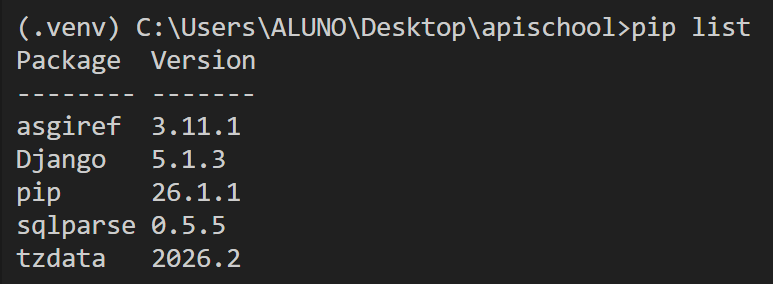 (.venv) C:\Users\ALUNO\Desktop\apischool>pip list
Package  Version
-------- -------
asgiref  3.11.1
Django   5.1.3
pip      26.1.1
sqlparse 0.5.5
tzdata   2026.2